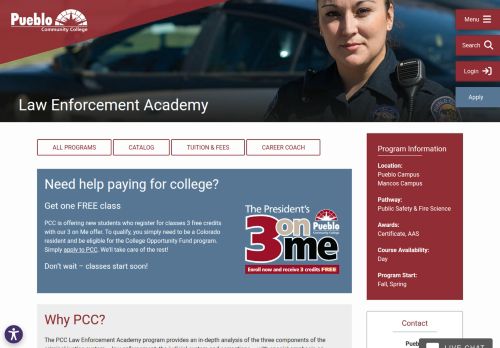 Pueblo
Community College
Menu
Search
Login
Apply
Law Enforcement Academy
ALL PROGRAMS
CATALOG
TUITION & FEES
CAREER COACH
Need help paying for college?
Get one FREE class
PCC is offering new students who register for classes 3 free credits
with our 3 on Me offer. To qualify, you simply need to be a Colorado
resident and be eligible for the College Opportunity Fund program.
Simply apply to PCC. We'll take care of the rest!
Don't wait – classes start soon!
The President's
3 on me
Pueblo
Community College
Enroll now and receive 3 credits FREE
Why PCC?
The PCC Law Enforcement Academy program provides an in-depth analysis of the three components of the
Program Information
Location:
Pueblo Campus
Mancos Campus
Pathway:
Public Safety & Fire Science
Awards:
Certificate, AAS
Course Availability:
Day
Program Start:
Fall, Spring
Contact
Pueblo
LIVE CHAT